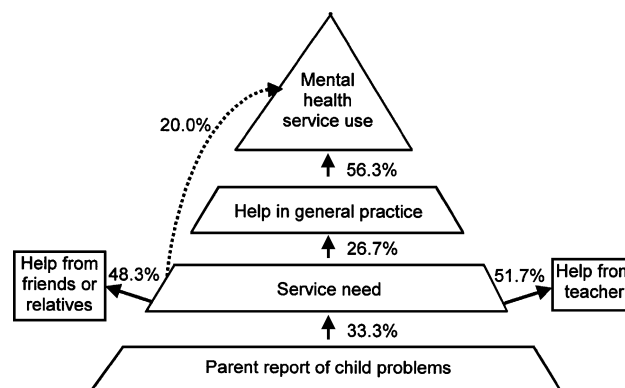 Mental
health
service use
20.0%
56.3%
Help in general practice
26.7%
Help from
friends or
relatives
48.3%
Service need
51.7%
Help from
teacher
33.3%
Parent report of child problems